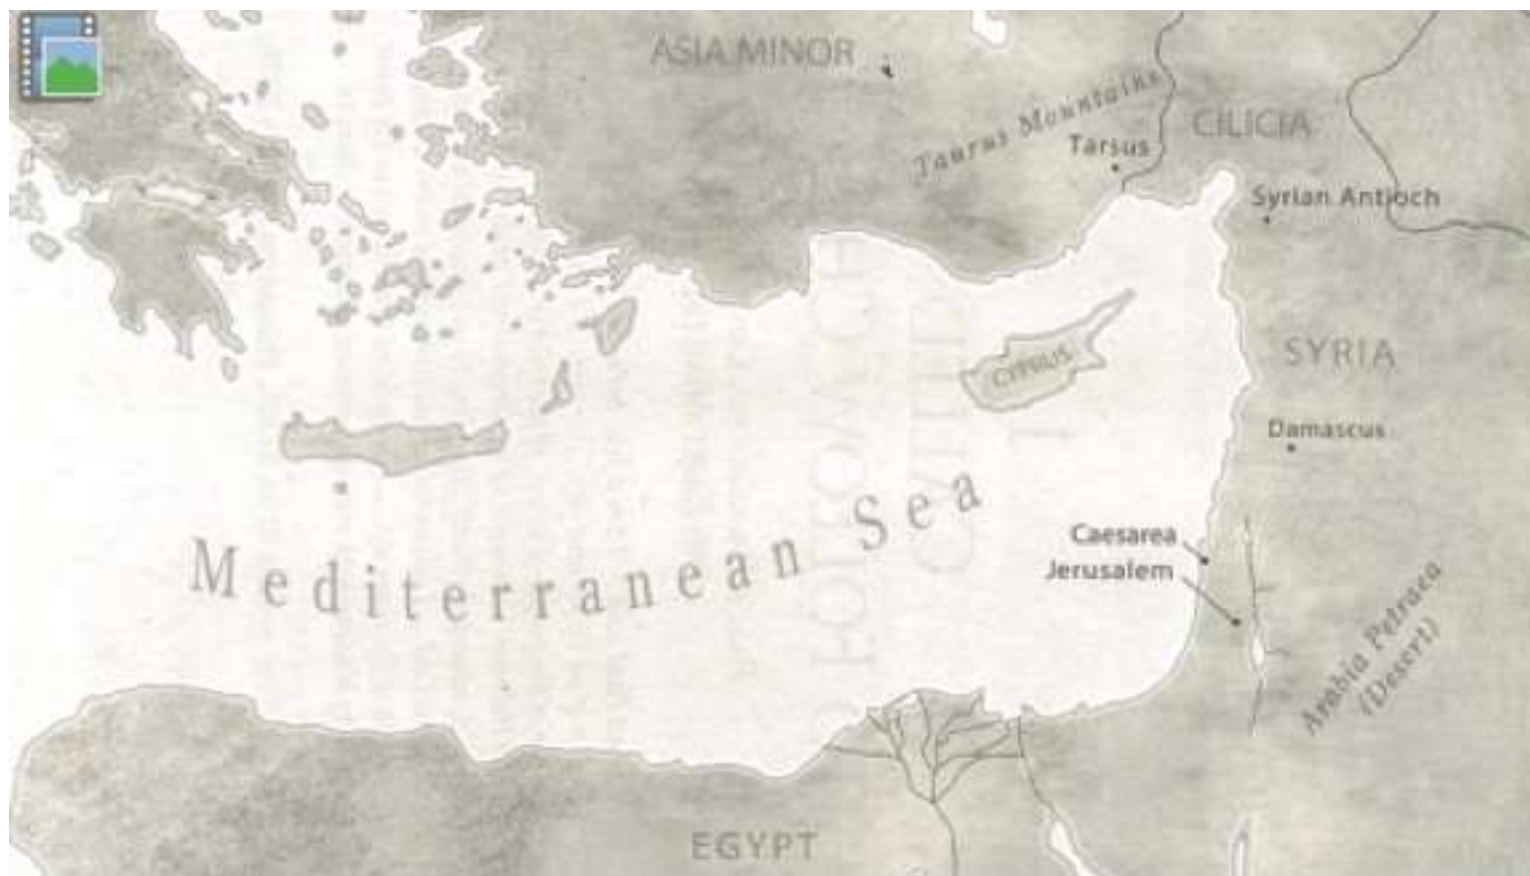 ASIA MINOR
Taurus Mountains
CILICIA
Tarsus
Syrian Antioch
SYRIA
CYPRUS
Damascus
Mediterranean Sea
Caesarea
Jerusalem
Arabia Petraea
(Desert)
EGYPT